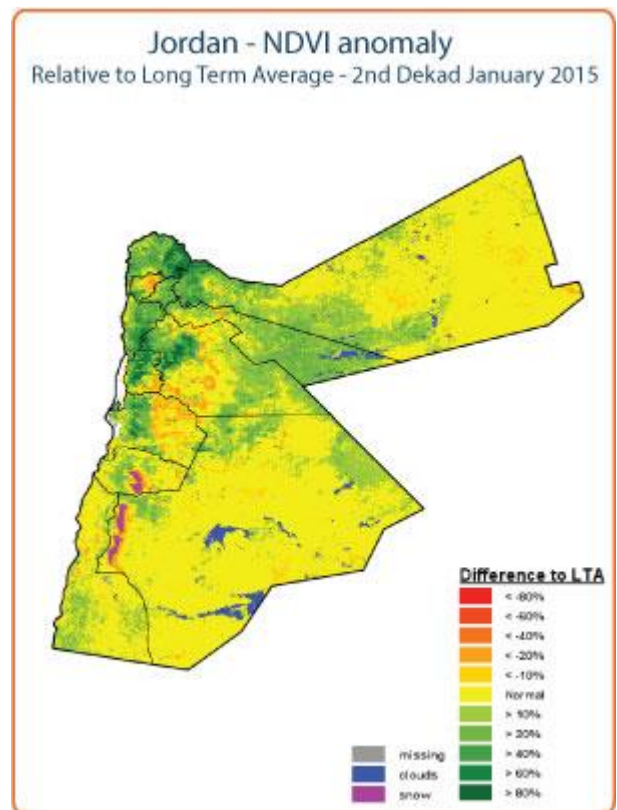 Jordan - NDVI anomaly
Relative to Long Term Average - 2nd Dekad January 2015
Difference to LTA
< -80%
< -60%
< -40%
< -20%
< -10%
Normal
> 10%
> 20%
> 40%
> 60%
> 80%
missing
clouds
snow